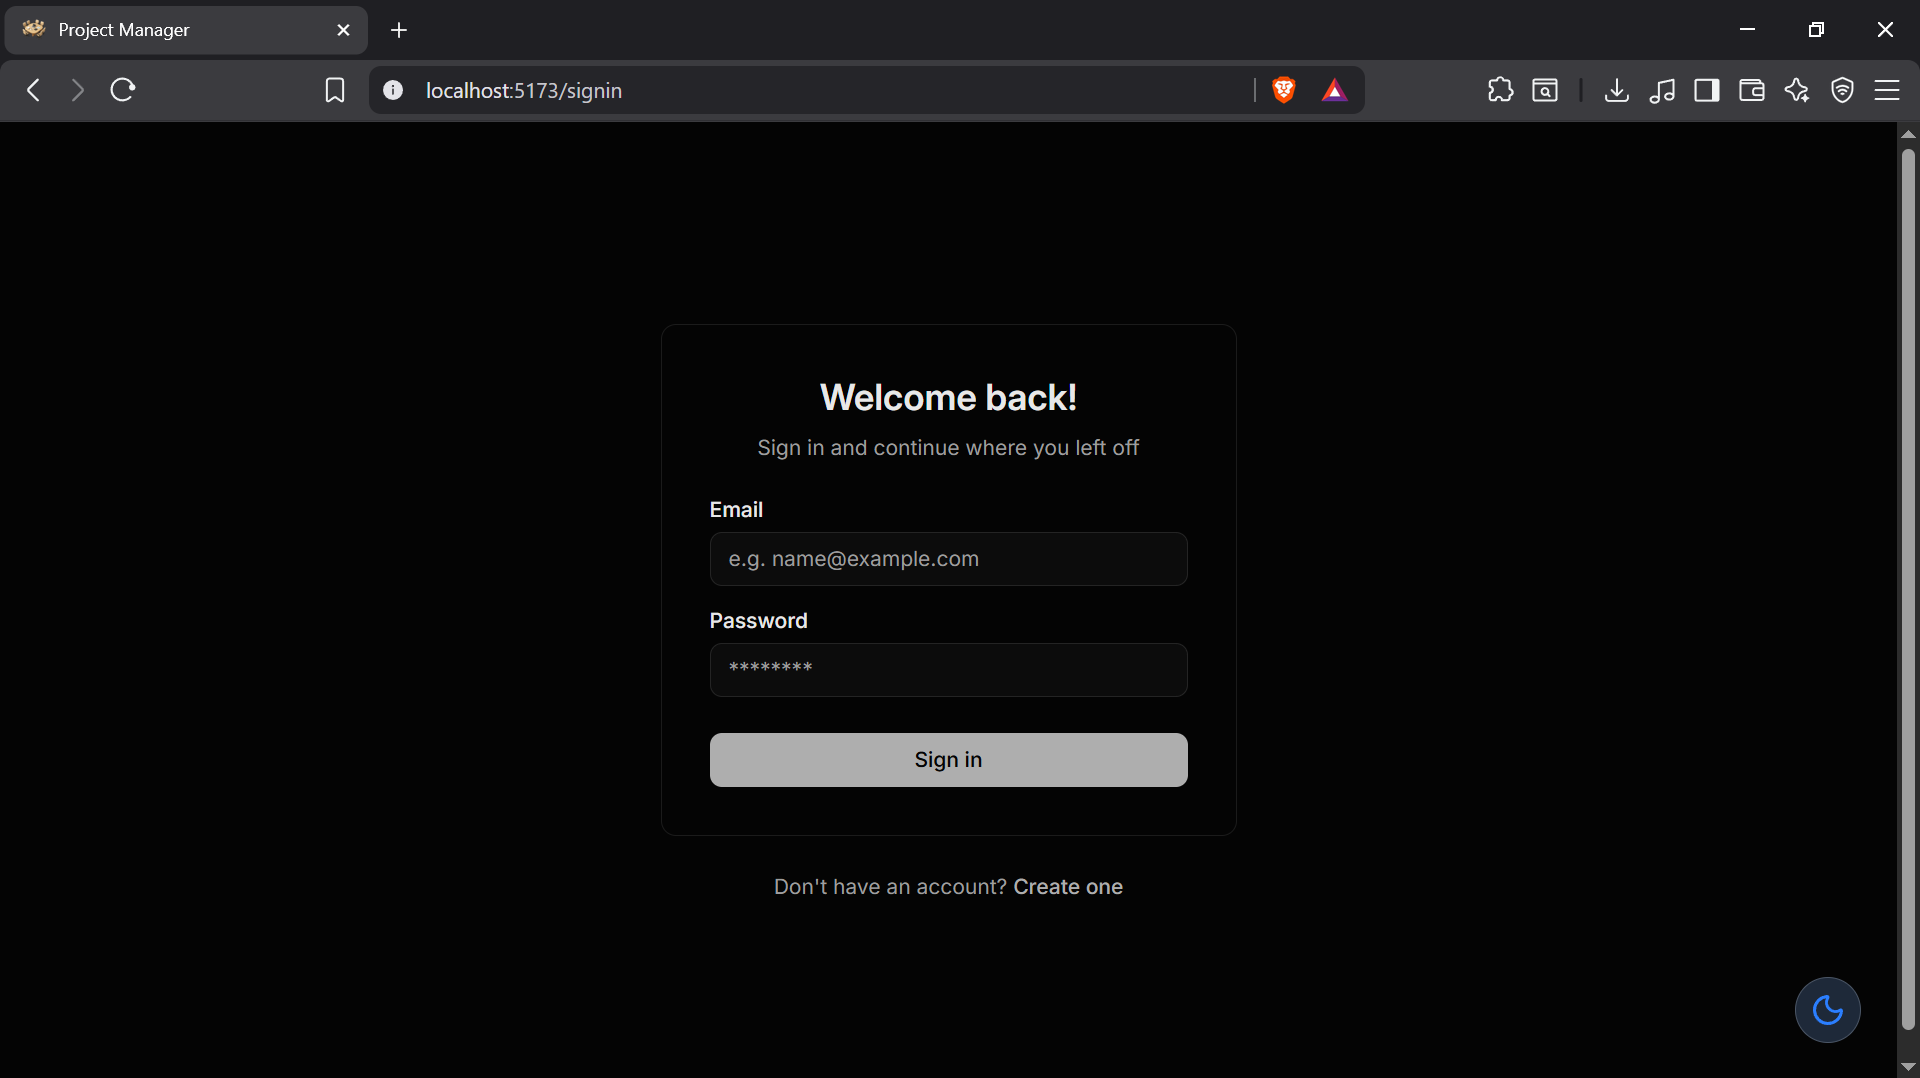 Project Manager
localhost:5173/signin
Welcome back!
Sign in and continue where you left off
Email
e.g. name@example.com
Password
********
Sign in
Don't have an account? Create one